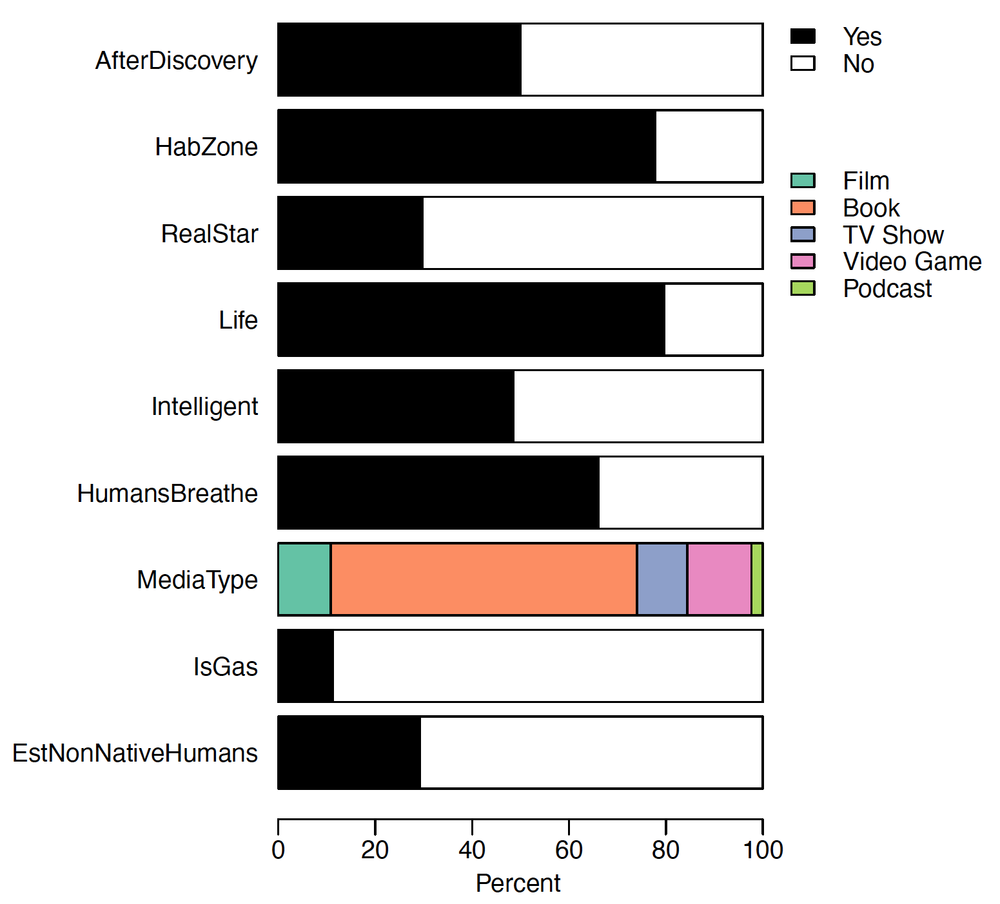 AfterDiscovery
HabZone
RealStar
Life
Intelligent
HumansBreathe
MediaType
IsGas
EstNonNativeHumans
Yes
No
Film
Book
TV Show
Video Game
Podcast
0 20 40 60 80 100
Percent